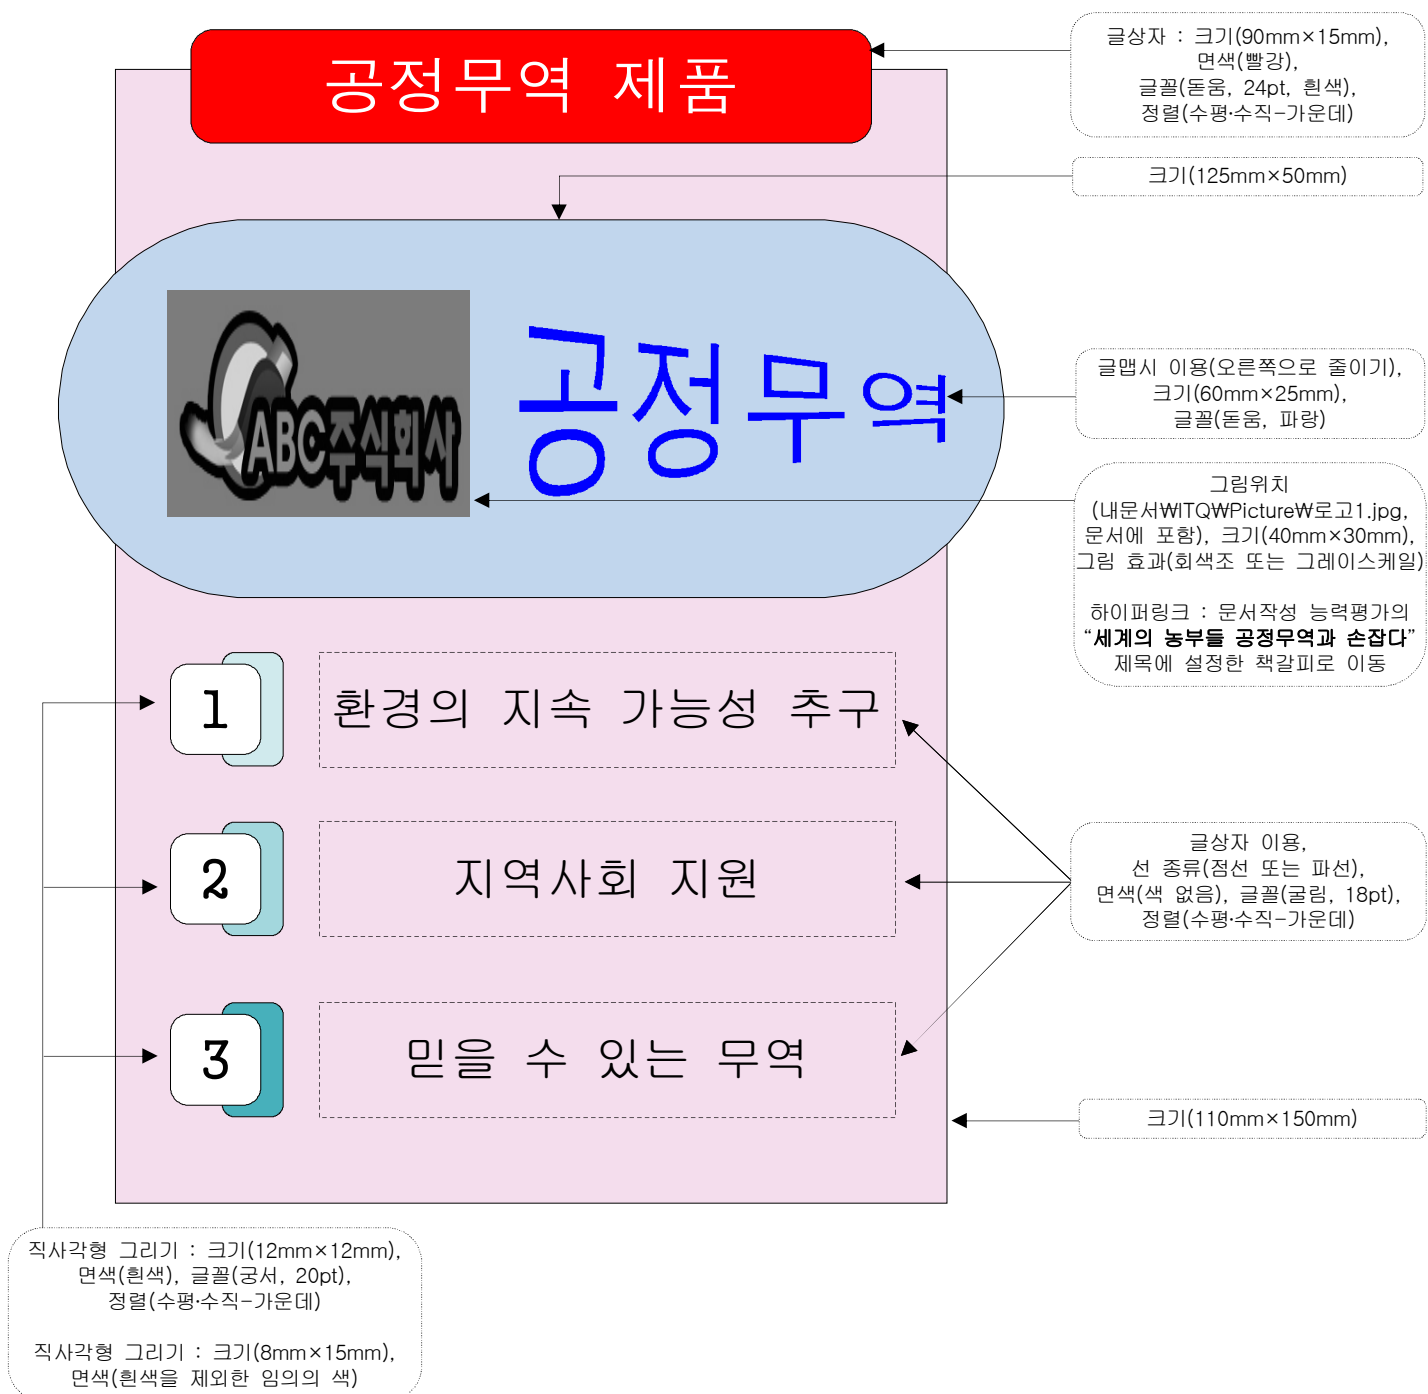 공정무역 제품
글상자 : 크기(90mm×15mm),
면색(빨강),
글꼴(돋움, 24pt, 흰색),
정렬(수평·수직-가운데)
크기(125mm×50mm)
ABC주식회사
공정무역
글맵시 이용(오른쪽으로 줄이기),
크기(60mm×25mm),
글꼴(돋움, 파랑)
그림위치
(내문서₩ITQ₩Picture₩로고1.jpg,
문서에 포함), 크기(40mm×30mm),
그림 효과(회색조 또는 그레이스케일)
하이퍼링크 : 문서작성 능력평가의
“세계의 농부들 공정무역과 손잡다”
제목에 설정한 책갈피로 이동
1
환경의 지속 가능성 추구
2
지역사회 지원
글상자 이용,
선 종류(점선 또는 파선),
면색(색 없음), 글꼴(굴림, 18pt),
정렬(수평·수직-가운데)
3
믿을 수 있는 무역
크기(110mm×150mm)
직사각형 그리기 : 크기(12mm×12mm),
면색(흰색), 글꼴(궁서, 20pt),
정렬(수평·수직-가운데)
직사각형 그리기 : 크기(8mm×15mm),
면색(흰색을 제외한 임의의 색)